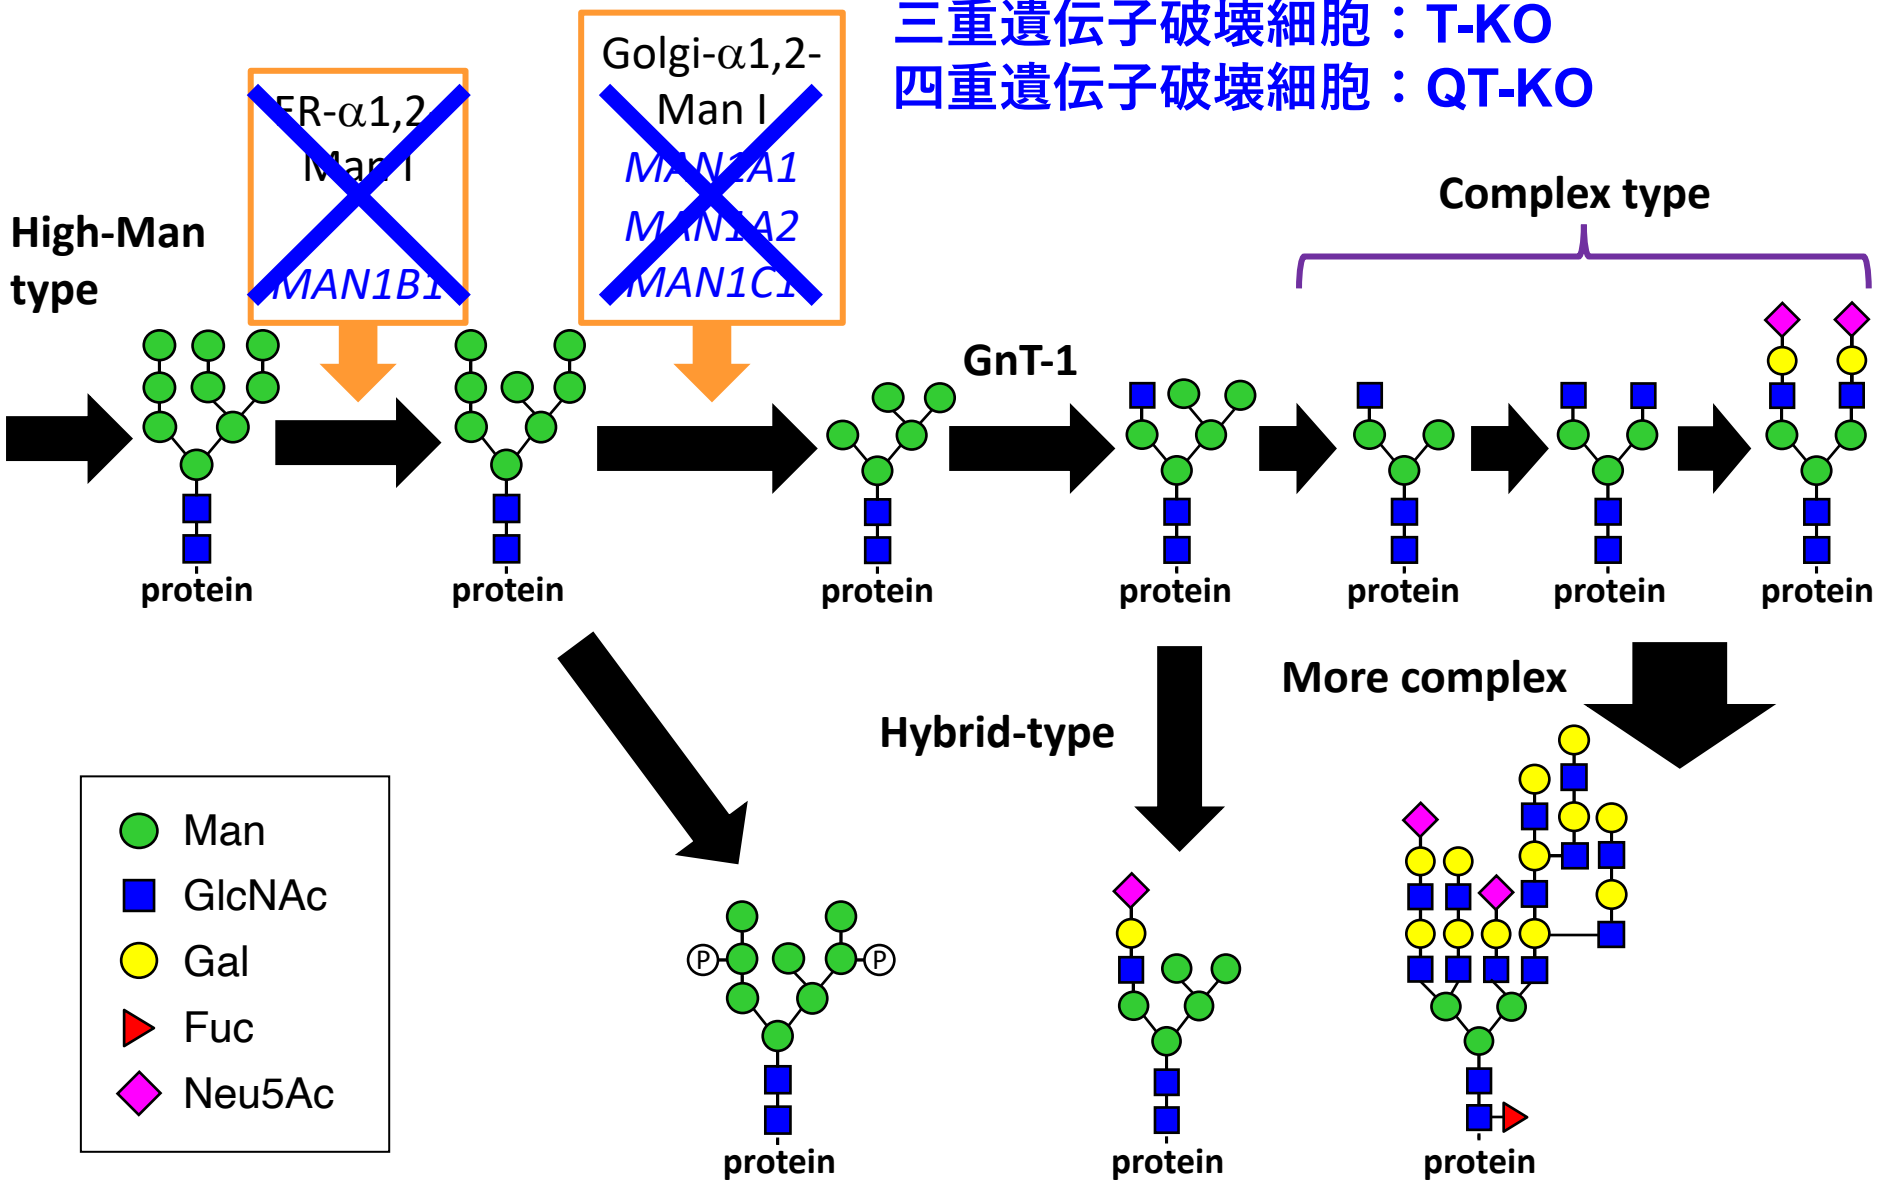 三重遺伝子破壊細胞：T-KO
四重遺伝子破壊細胞：QT-KO
ER-α1,2-
Man I
MAN1B1
Golgi-α1,2-
Man I
MAN1A1
MAN1A2
MAN1C1
High-Man
type
GnT-1
Complex type
protein
protein
protein
protein
protein
protein
protein
More complex
Hybrid-type
Man
GlcNAc
Gal
Fuc
Neu5Ac
P
P
protein
protein
protein